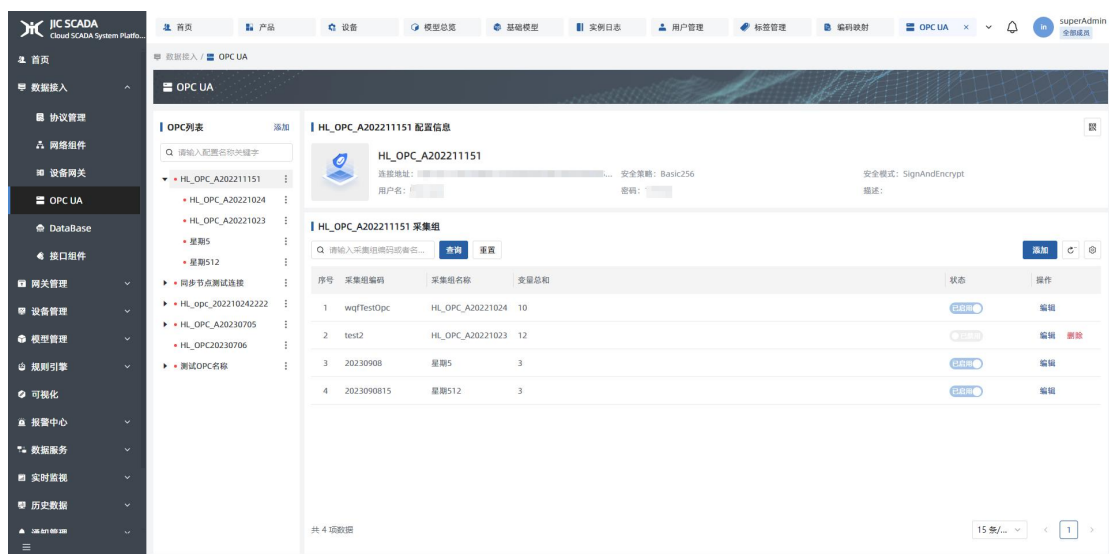 JIC SCADA
Cloud SCADA System Platfo...
首页
产品
设备
模型总览
基础模型
实例日志
用户管理
标签管理
编码映射
OPC UA
×
in
superAdmin
全部成员
首页
数据接入
协议管理
网络组件
设备网关
OPC UA
DataBase
接口组件
网关管理
设备管理
模型管理
规则引擎
可视化
报警中心
数据服务
实时监视
历史数据
通知管理
数据接入 / OPC UA
OPC UA
OPC列表
添加
请输入配置名称关键字
HL_OPC_A202211151
HL_OPC_A20221024
HL_OPC_A20221023
星期5
星期512
同步节点测试连接
HL_opc_202210242222
HL_OPC_A20230705
HL_OPC20230706
测试OPC名称
HL_OPC_A202211151 配置信息
HL_OPC_A202211151
连接地址:
... 安全策略: Basic256
安全模式: SignAndEncrypt
用户名:
密码:
描述:
HL_OPC_A202211151 采集组
请输入采集组编码或者名...
查询
重置
添加
序号 采集组编码 采集组名称 变量总和 状态 操作
1 wqfTestOpc HL_OPC_A20221024 10 已启用 编辑
2 test2 HL_OPC_A20221023 12 编辑 删除
3 20230908 星期5 3 已启用 编辑
4 2023090815 星期512 3 已启用 编辑
共 4 项数据
15 条/...
< 1 >